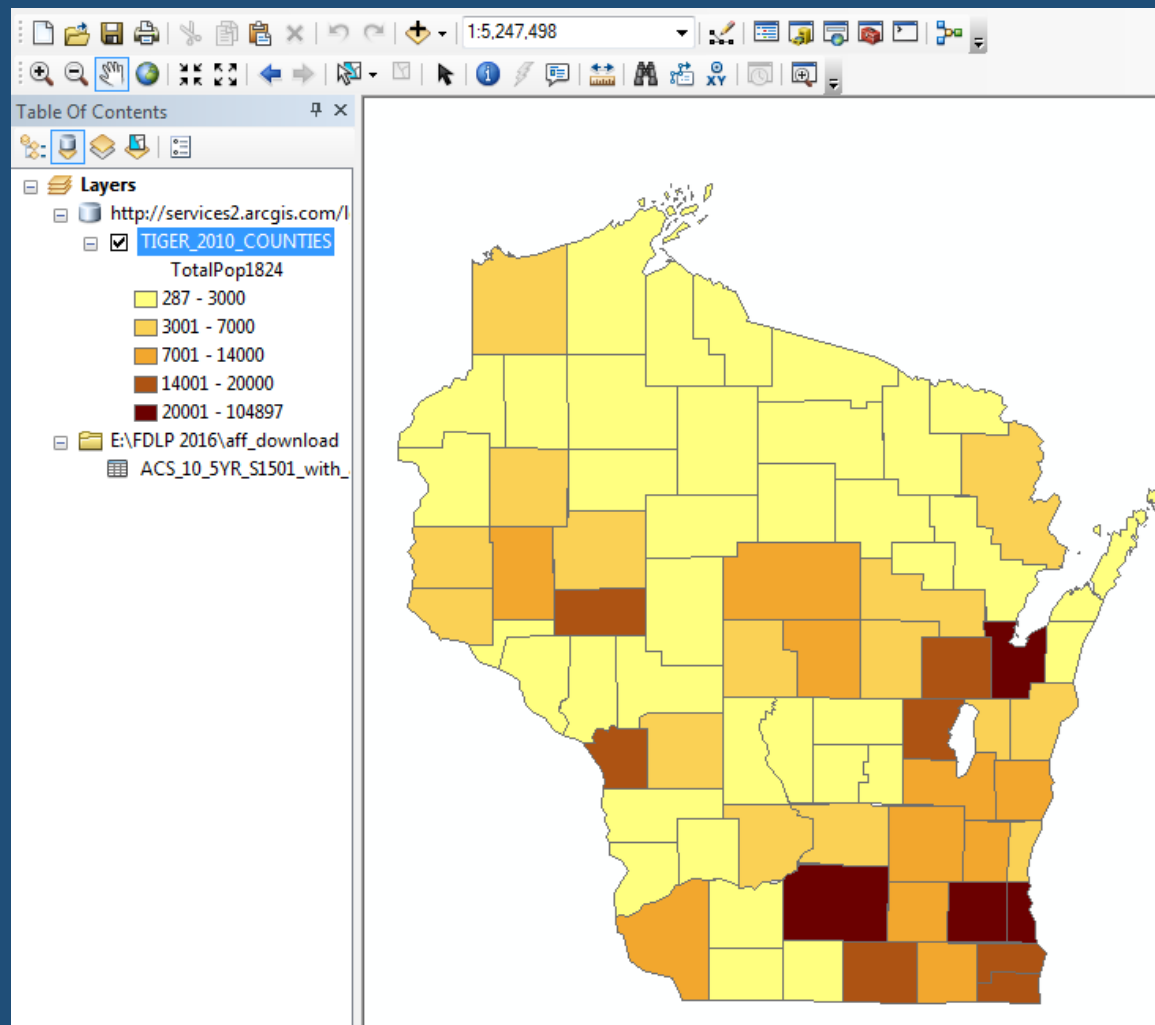 1:5,247,498
XY
Table Of Contents
Layers
http://services2.arcgis.com/l
TIGER_2010_COUNTIES
TotalPop1824
287 - 3000
3001 - 7000
7001 - 14000
14001 - 20000
20001 - 104897
E:\FDLP 2016\aff_download
ACS_10_5YR_S1501_with_